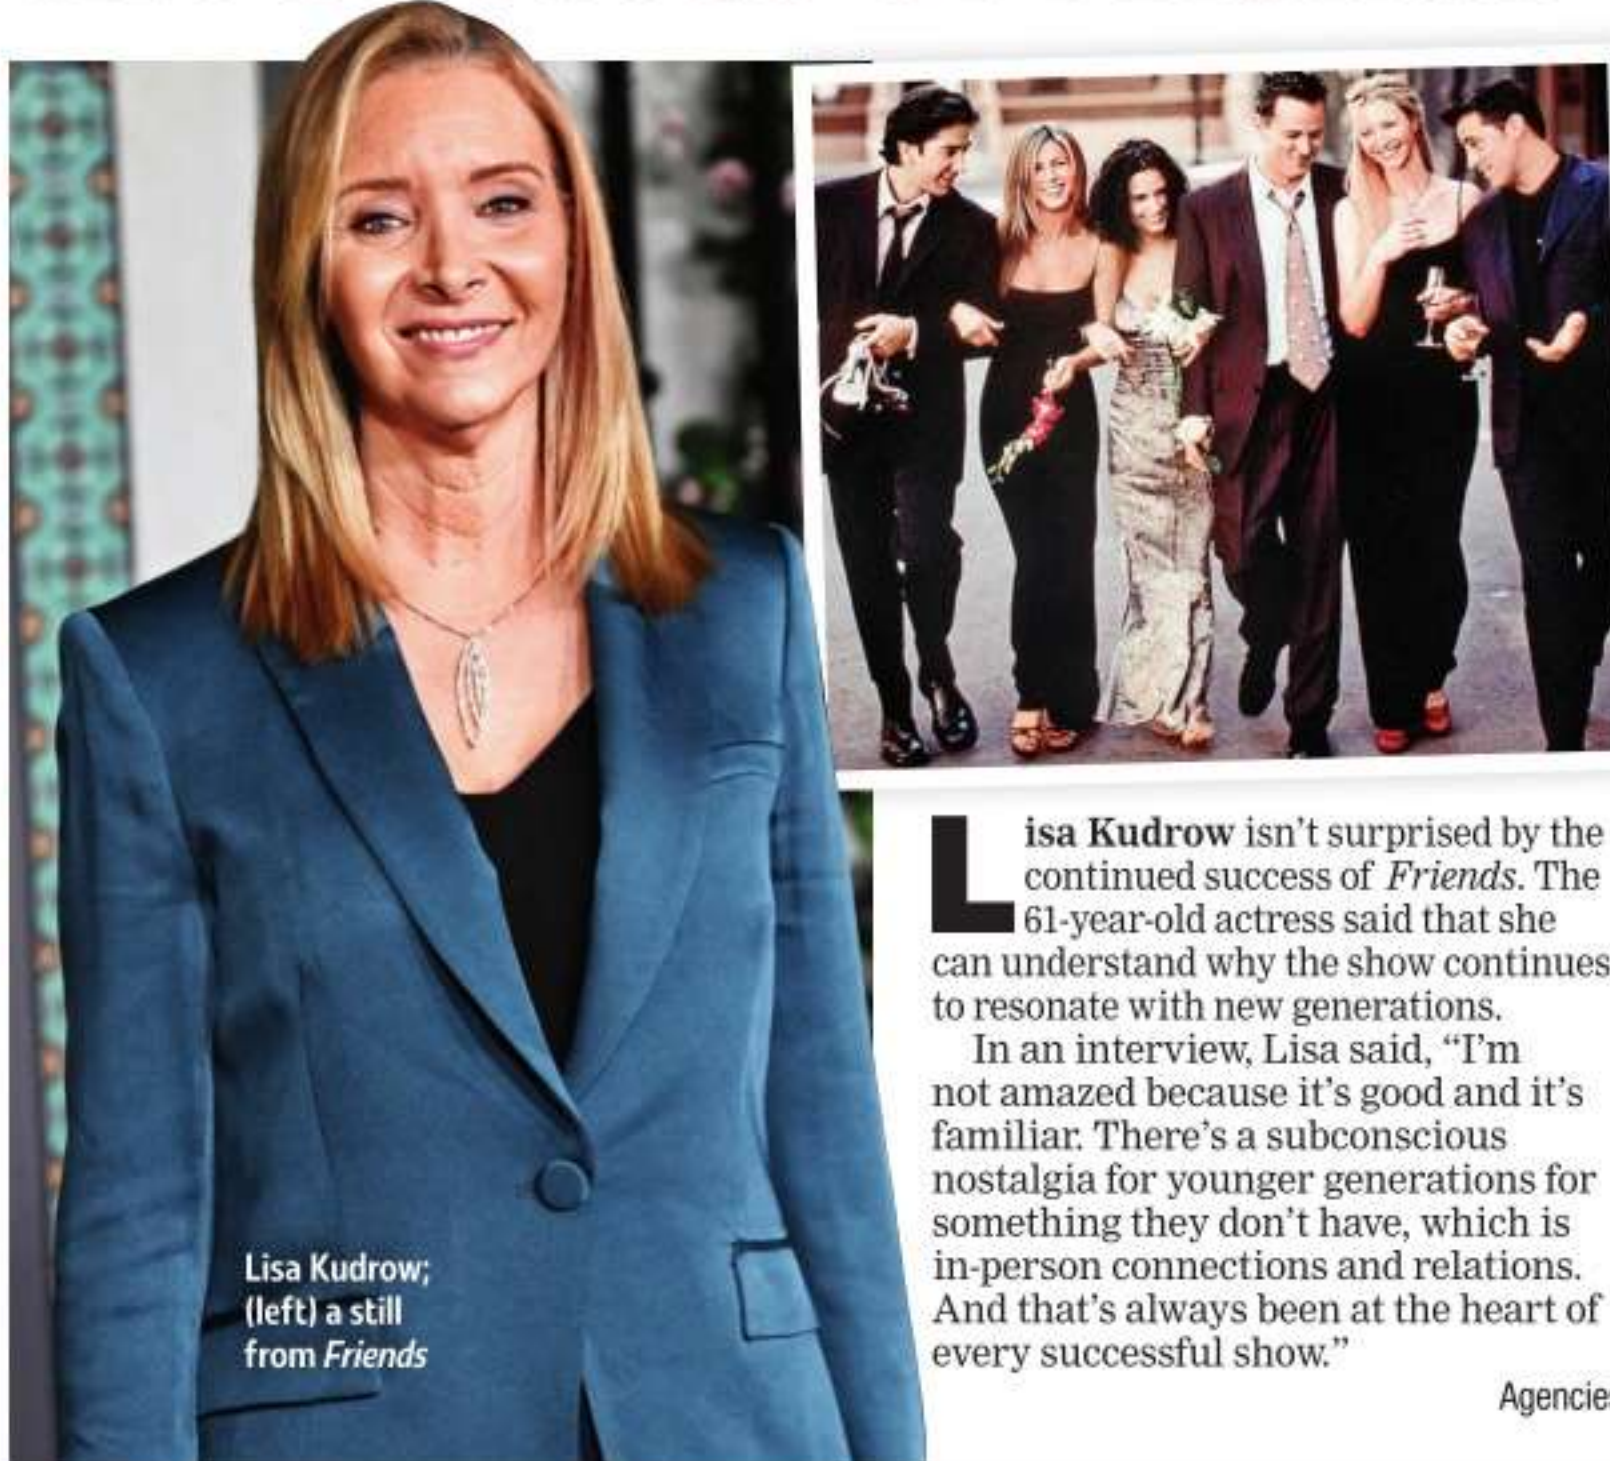 Lisa Kudrow isn't surprised by the
continued success of Friends. The
61-year-old actress said that she
can understand why the show continues
to resonate with new generations.
In an interview, Lisa said, “I'm
not amazed because it's good and it's
familiar. There's a subconscious
nostalgia for younger generations for
something they don't have, which is
in-person connections and relations.
And that's always been at the heart of
every successful show.”
Agencies
Lisa Kudrow;
(left) a still
from Friends